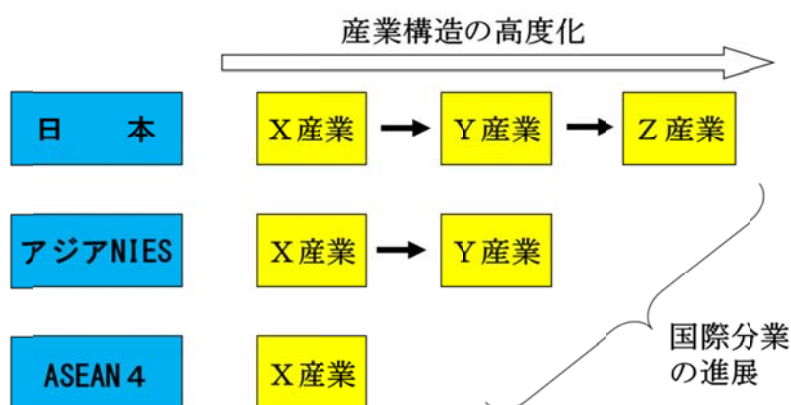 産業構造の高度化
日　本 X産業 Y産業 Z産業
アジアNIES X産業 Y産業
ASEAN４ X産業
国際分業
の進展